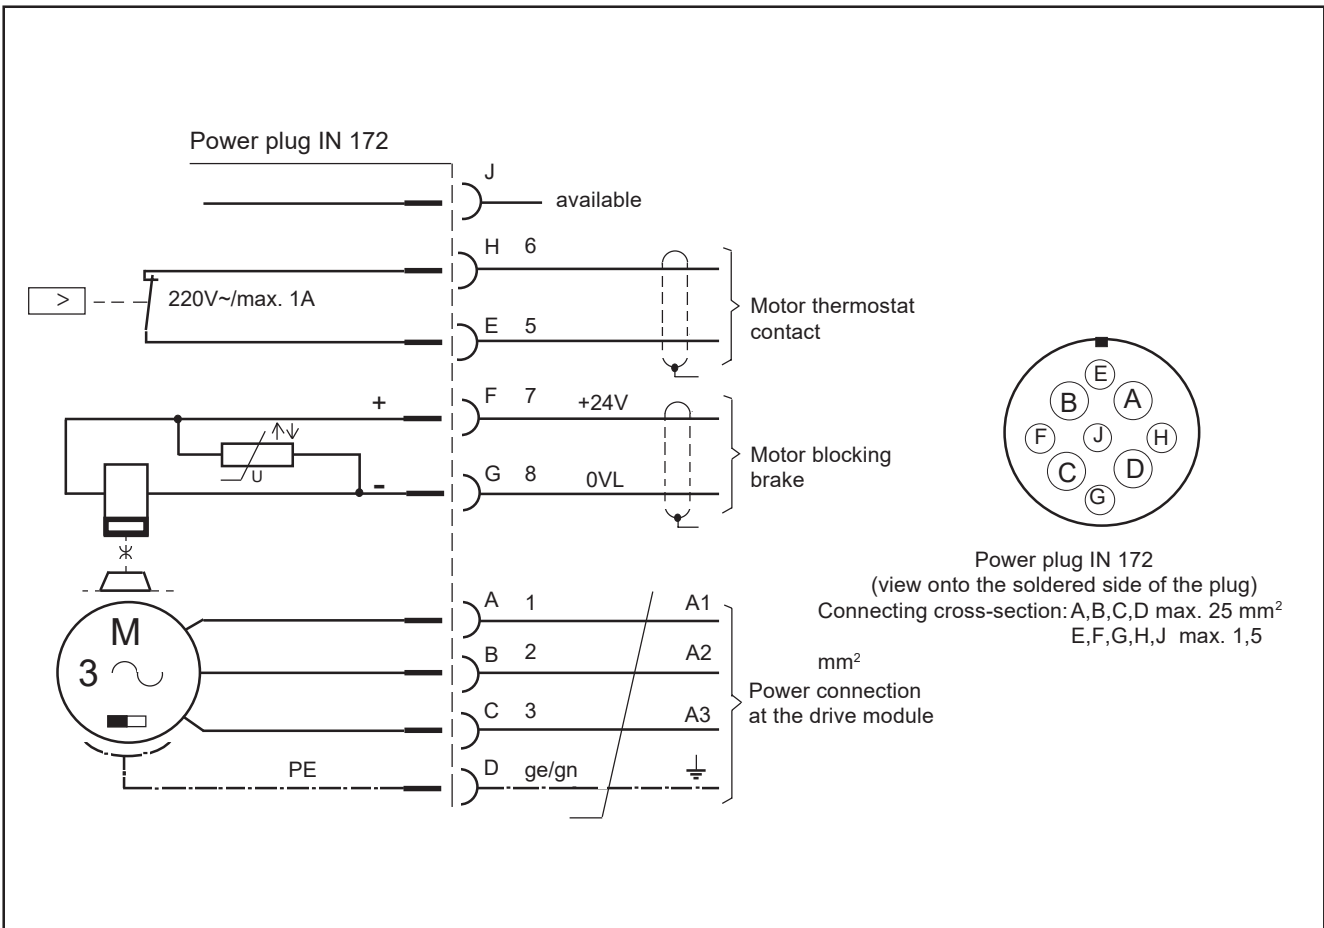 Power plug IN 172
J
available
H 6
> 220V~/max. 1A
E 5
Motor thermostat
contact
+ F 7 +24V
U
- G 8 0VL
Motor blocking
brake
A 1 A1
M
3
B 2 A2
C 3 A3
PE D ge/gn
Power connection
at the drive module
E
B A
F J H
C D
G
Power plug IN 172
(view onto the soldered side of the plug)
Connecting cross-section: A,B,C,D max. 25 mm²
E,F,G,H,J max. 1,5
mm²